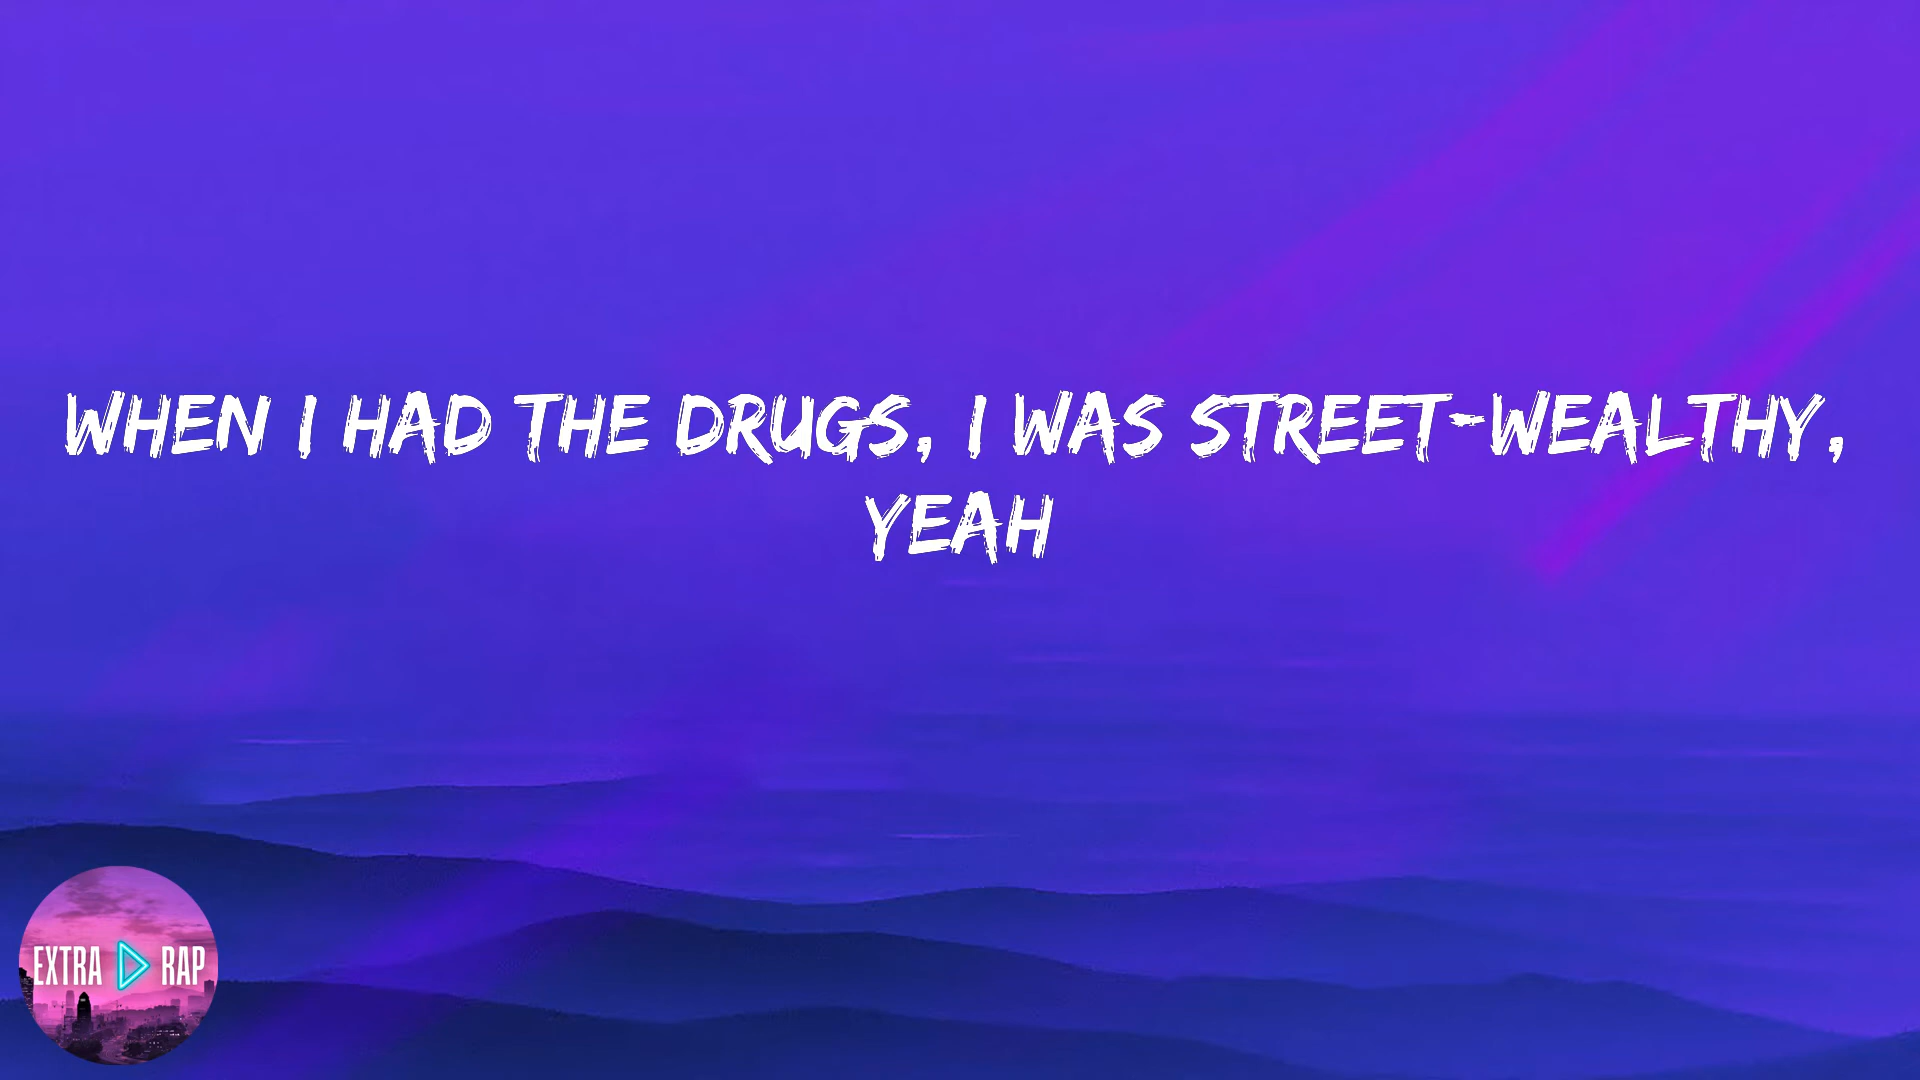 WHEN I HAD THE DRUGS, I WAS STREET-WEALTHY,
YEAH
EXTRA RAP